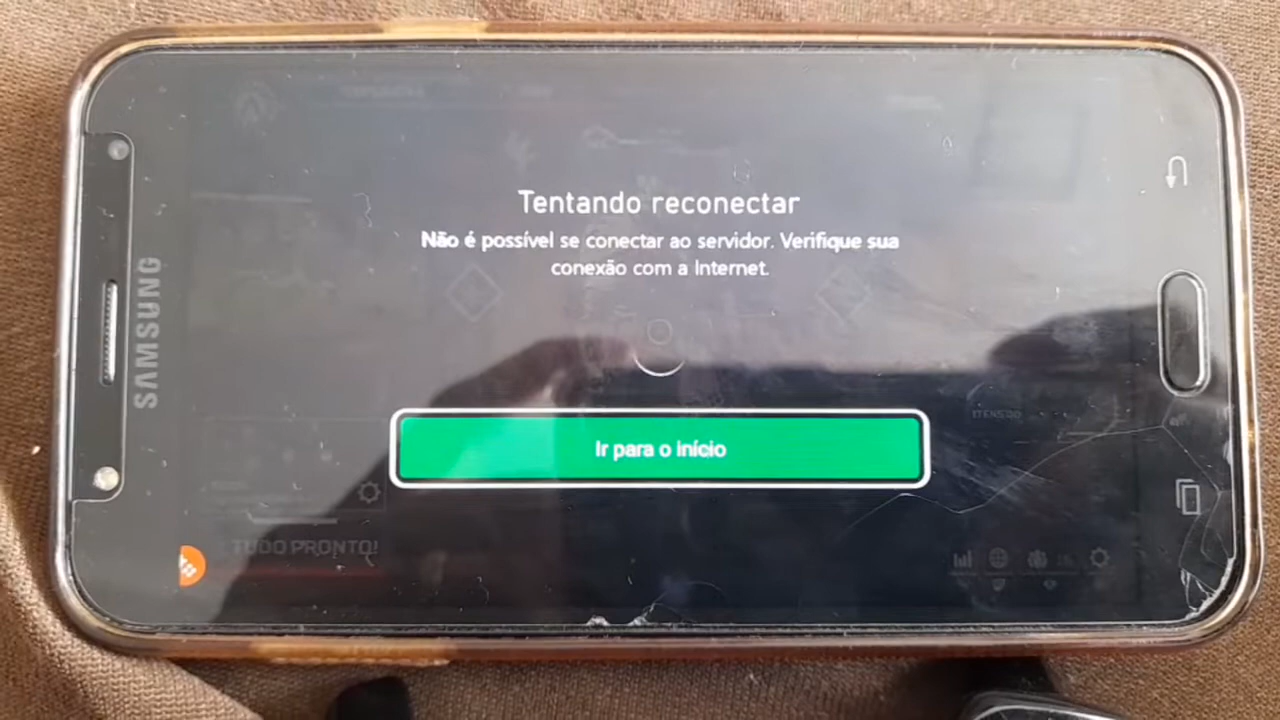 Tentando reconectar
Não é possível se conectar ao servidor. Verifique sua
conexão com a Internet.
Ir para o início
TUDO PRONTO!
SAMSUNG